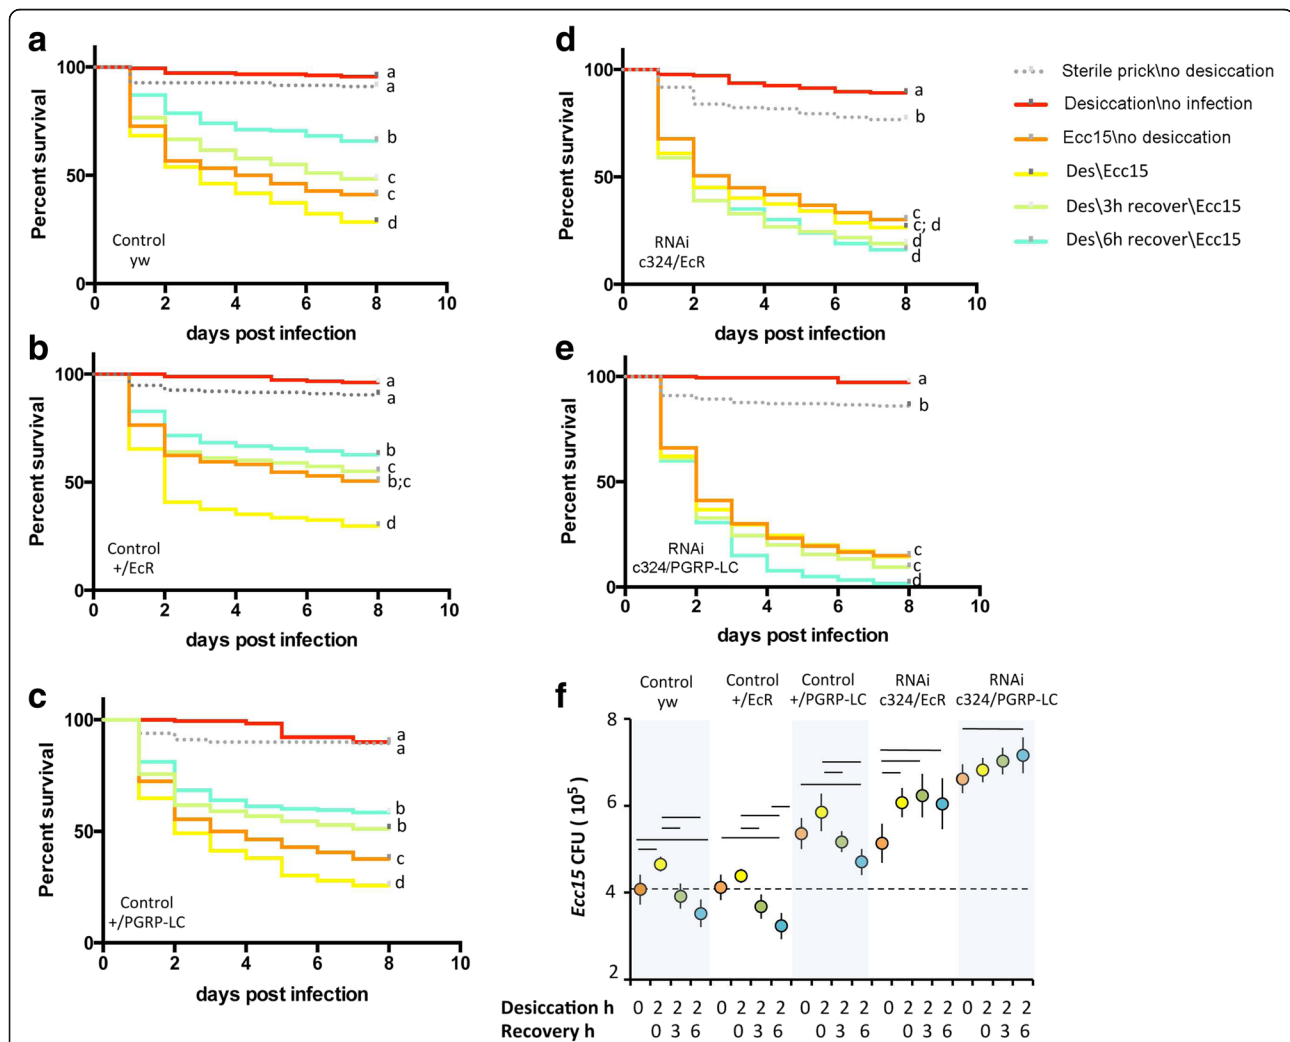 a
Percent survival
100
50
0
a
a
b
c
c
d
Control
yw
0 2 4 6 8 10
days post infection
b
Percent survival
100
50
0
a
a
b
c
b;c
d
Control
+/EcR
0 2 4 6 8 10
days post infection
c
Percent survival
100
50
0
a
a
b
b
c
d
Control
+/PGRP-LC
0 2 4 6 8 10
days post infection
d
Percent survival
100
50
0
a
b
c
c; d
d
d
RNAi
c324/EcR
0 2 4 6 8 10
days post infection
Sterile prick\no desiccation
Desiccation\no infection
Ecc15\no desiccation
Des\Ecc15
Des\3h recover\Ecc15
Des\6h recover\Ecc15
e
Percent survival
100
50
0
a
b
c
c
d
RNAi
c324/PGRP-LC
0 2 4 6 8 10
days post infection
f
Control
yw
Control
+/EcR
Control
+/PGRP-LC
RNAi
c324/EcR
RNAi
c324/PGRP-LC
Ecc15 CFU ( 10⁵)
8
6
4
2
Desiccation h 0 2 2 2 0 2 2 2 0 2 2 2 0 2 2 2 0 2 2 2
Recovery h 0 3 6 0 3 6 0 3 6 0 3 6 0 3 6